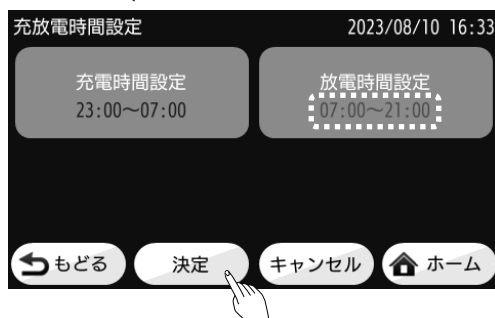 充放電時間設定 2023/08/10 16:33
充電時間設定 放電時間設定
23:00～07:00 07:00～21:00
もどる 決定 キャンセル ホーム